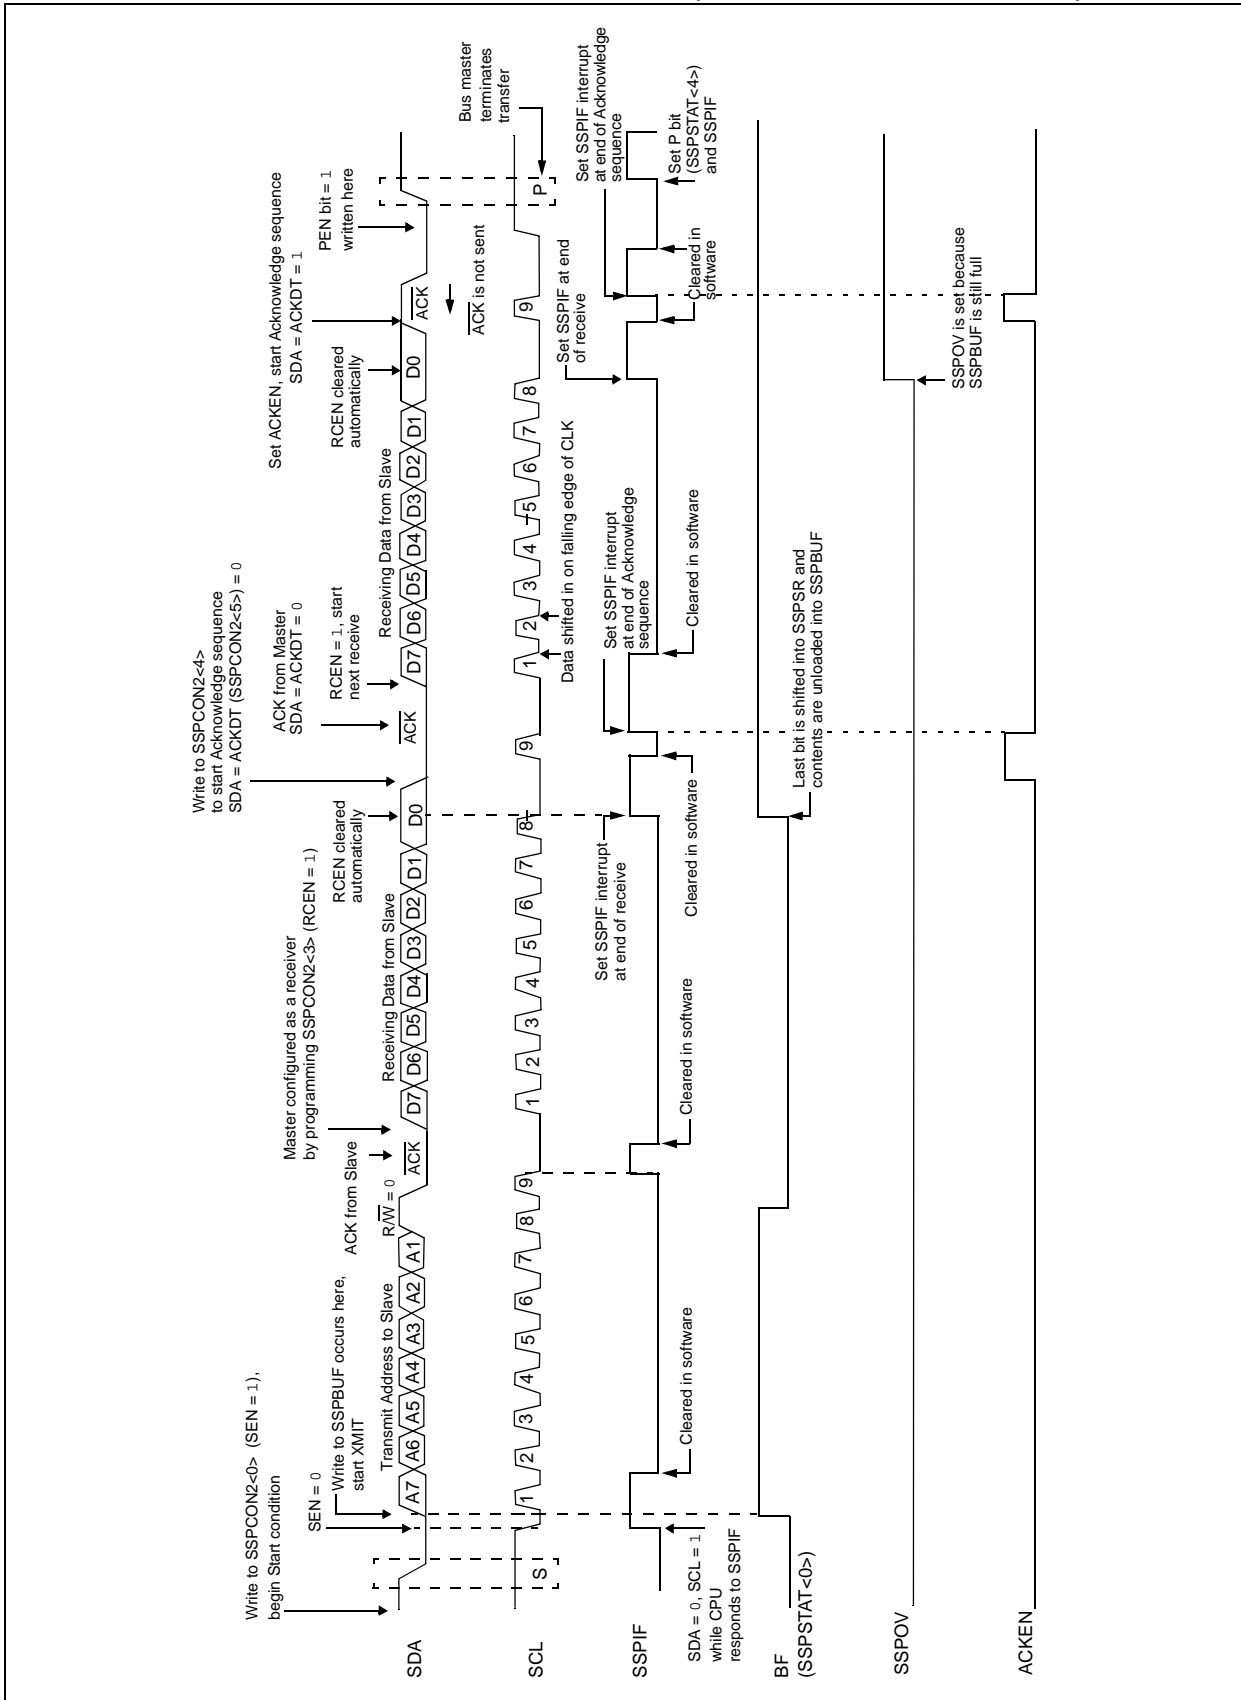 Write to SSPCON2<0> (SEN = 1),
begin Start condition
SEN = 0
Write to SSPBUF occurs here,
start XMIT
Transmit Address to Slave
R/W = 0
ACK from Slave
Master configured as a receiver
by programming SSPCON2<3> (RCEN = 1)
Receiving Data from Slave
RCEN cleared
automatically
Write to SSPCON2<4>
to start Acknowledge sequence
SDA = ACKDT (SSPCON2<5>) = 0
ACK from Master
SDA = ACKDT = 0
RCEN = 1, start
next receive
Receiving Data from Slave
RCEN cleared
automatically
Set ACKEN, start Acknowledge sequence
SDA = ACKDT = 1
PEN bit = 1
written here
SDA
A7 A6 A5 A4 A3 A2 A1 ACK D7 D6 D5 D4 D3 D2 D1 D0 ACK D7 D6 D5 D4 D3 D2 D1 D0 ACK
ACK is not sent
Bus master
terminates
transfer
SCL
S 1 2 3 4 5 6 7 8 9 1 2 3 4 5 6 7 8 9 1 2 3 4 5 6 7 8 9 P
Data shifted in on falling edge of CLK
Set SSPIF interrupt
at end of receive
Set SSPIF interrupt
at end of Acknowledge
sequence
Set SSPIF at end
of receive
Set SSPIF interrupt
at end of Acknowledge
sequence
SSPIF
SDA = 0, SCL = 1
while CPU
responds to SSPIF
Cleared in software
Cleared in software
Cleared in software
Cleared in software
Cleared in
software
Set P bit
(SSPSTAT<4>)
and SSPIF
BF
(SSPSTAT<0>)
Last bit is shifted into SSPSR and
contents are unloaded into SSPBUF
SSPOV
SSPOV is set because
SSPBUF is still full
ACKEN